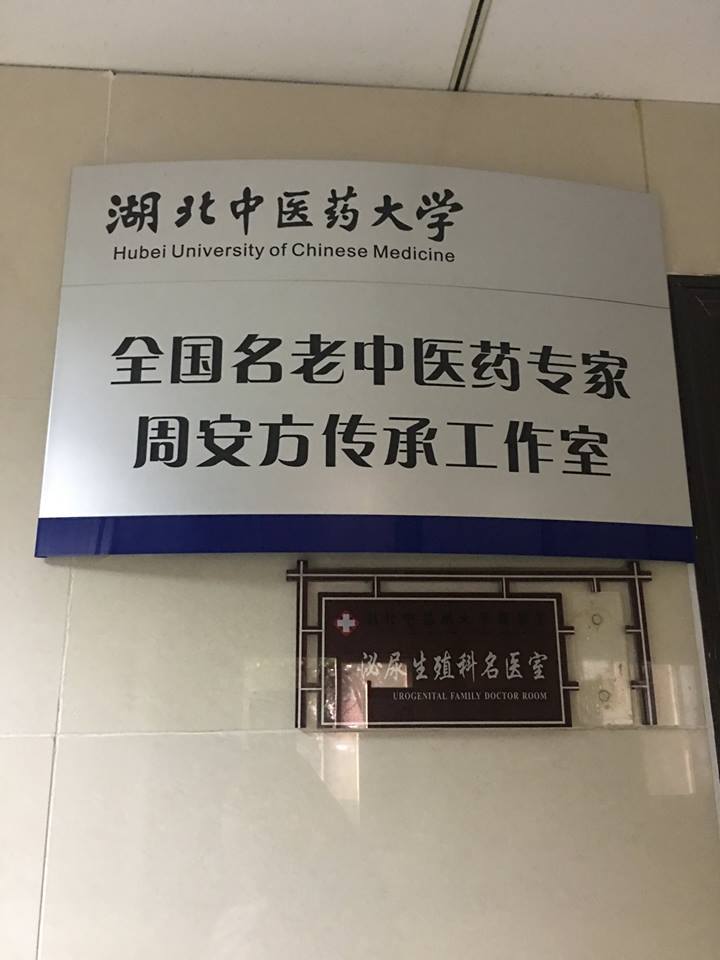 湖北中医药大学
Hubei University of Chinese Medicine
全国名老中医药专家
周安方传承工作室
泌尿生殖科名医室
UROGENITAL FAMILY DOCTOR ROOM